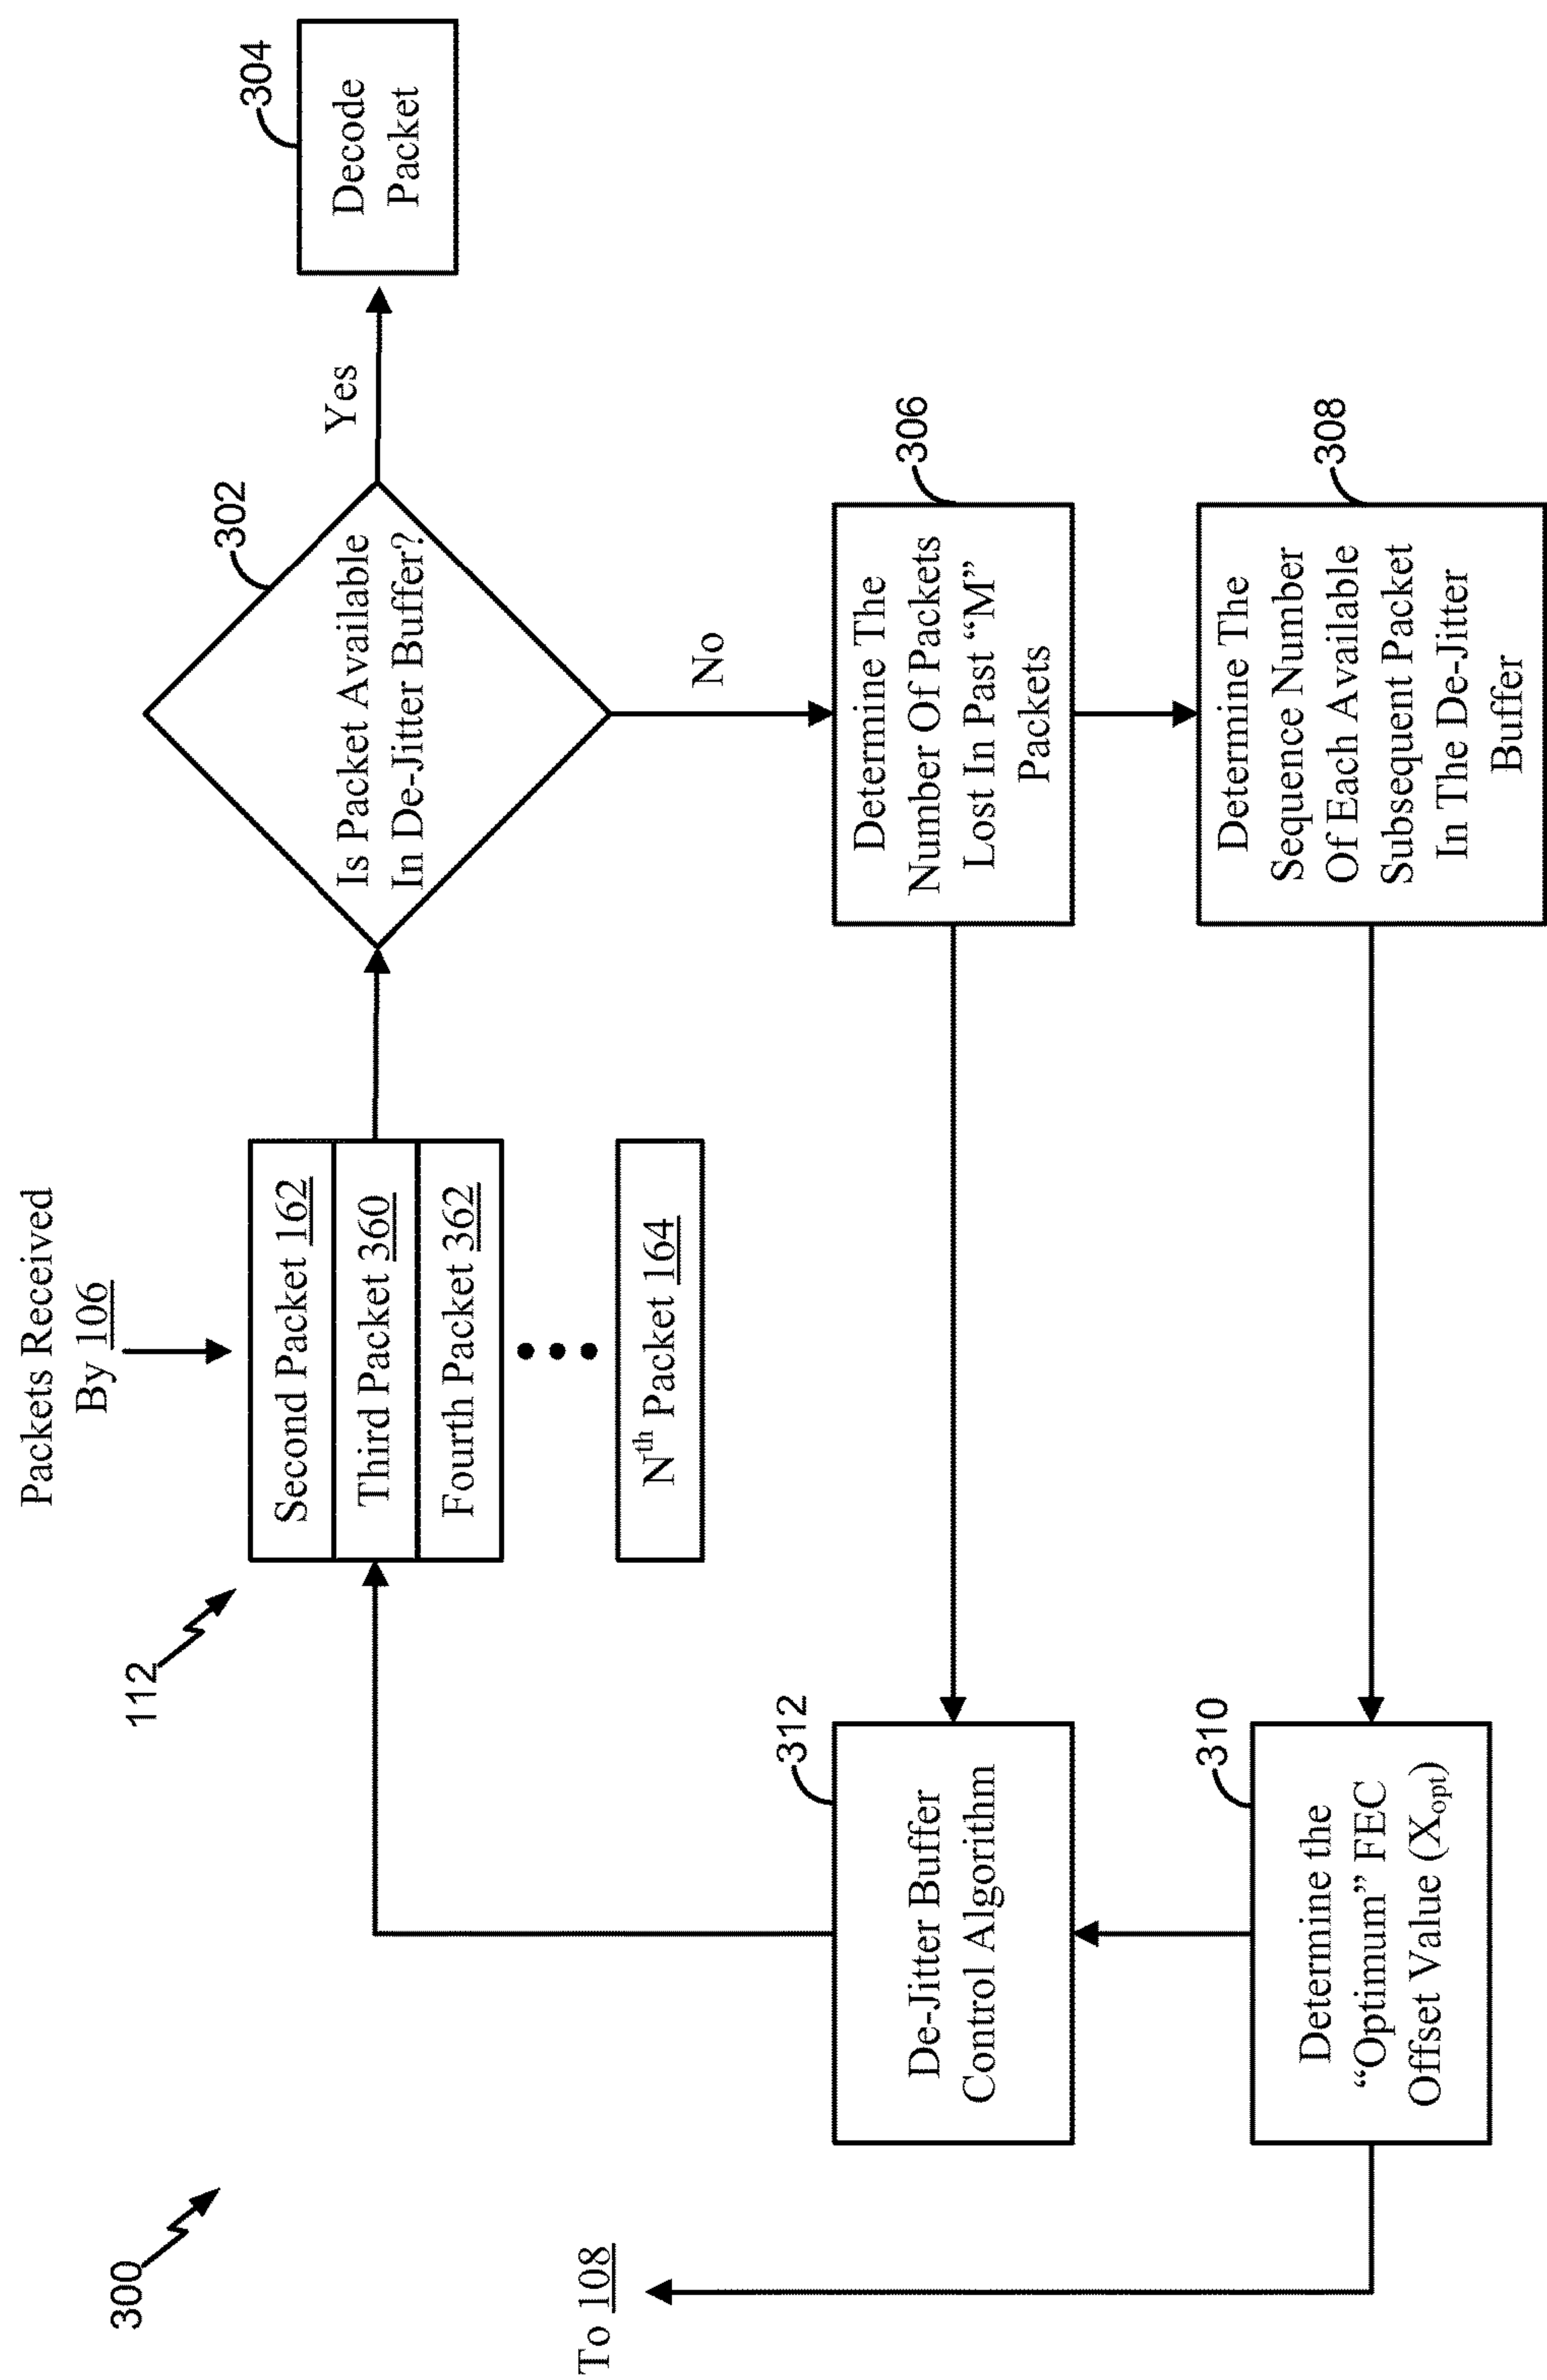 300
112
Packets Received
By 106
Second Packet 162
Third Packet 360
Fourth Packet 362
Nth Packet 164
302
Is Packet Available
In De-Jitter Buffer?
Yes
304
Decode
Packet
No
To 108
312
De-Jitter Buffer
Control Algorithm
306
Determine The
Number Of Packets
Lost In Past “M”
Packets
310
Determine the
“Optimum” FEC
Offset Value (Xopt)
308
Determine The
Sequence Number
Of Each Available
Subsequent Packet
In The De-Jitter
Buffer